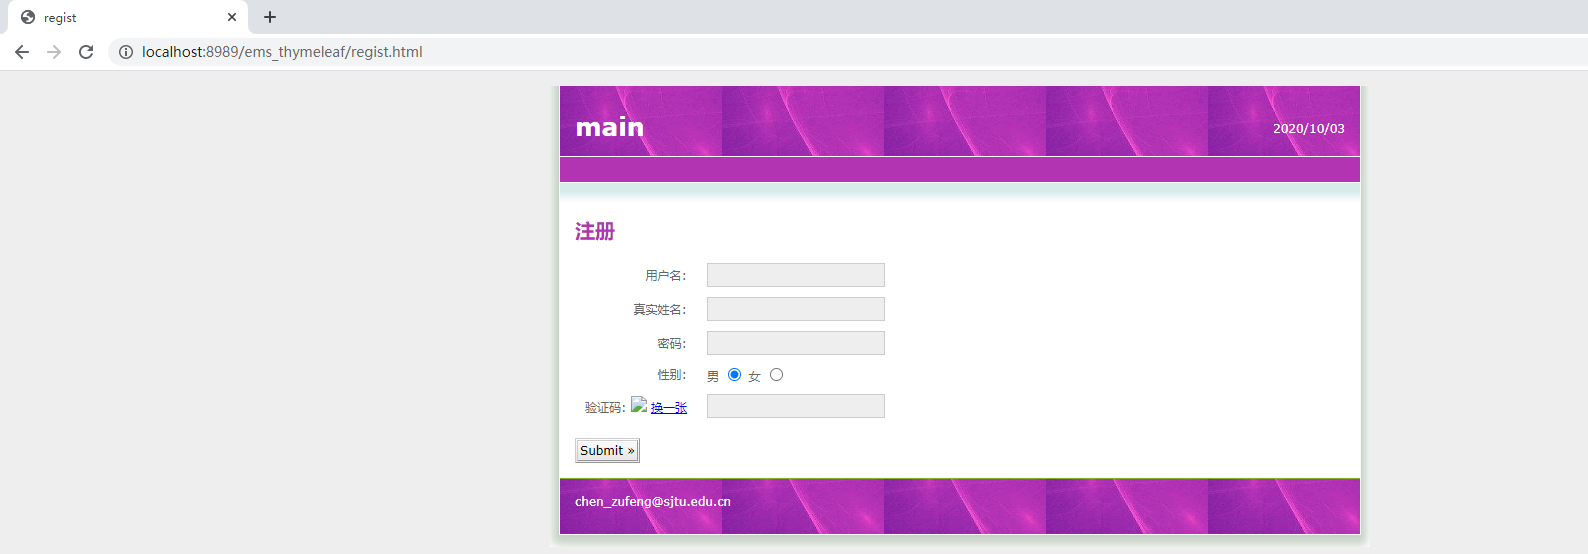 regist
localhost:8989/ems_thymeleaf/regist.html
main
2020/10/03
注册
用户名:
真实姓名:
密码:
性别: 男 女
验证码: 换一张
Submit »
chen_zufeng@sjtu.edu.cn